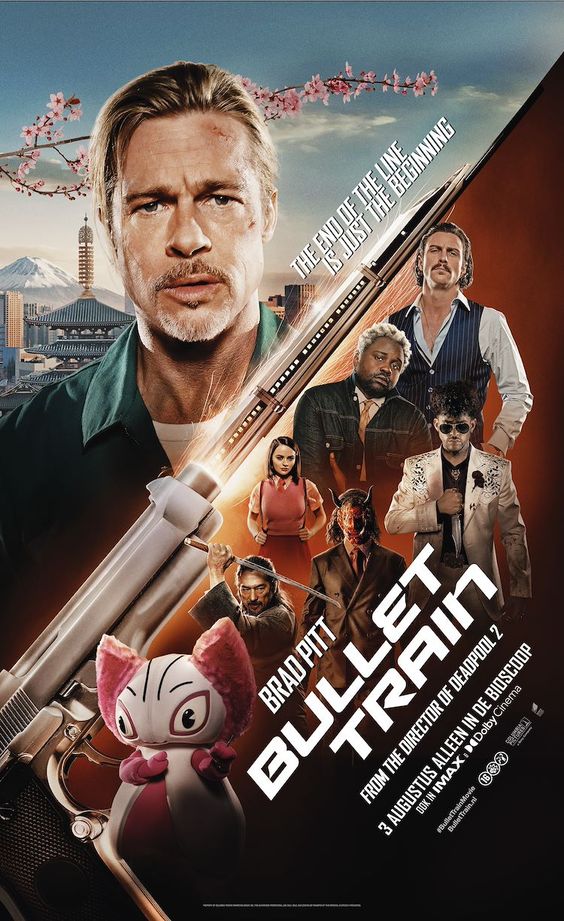 THE END OF THE LINE
IS JUST THE BEGINNING
BRAD PITT
BULLET
TRAIN
FROM THE DIRECTOR OF DEADPOOL 2
3 AUGUSTUS ALLEEN IN DE BIOSCOOP
OOK IN IMAX & Dolby Cinema
#BulletTrainMovie
BulletTrain.nl
16